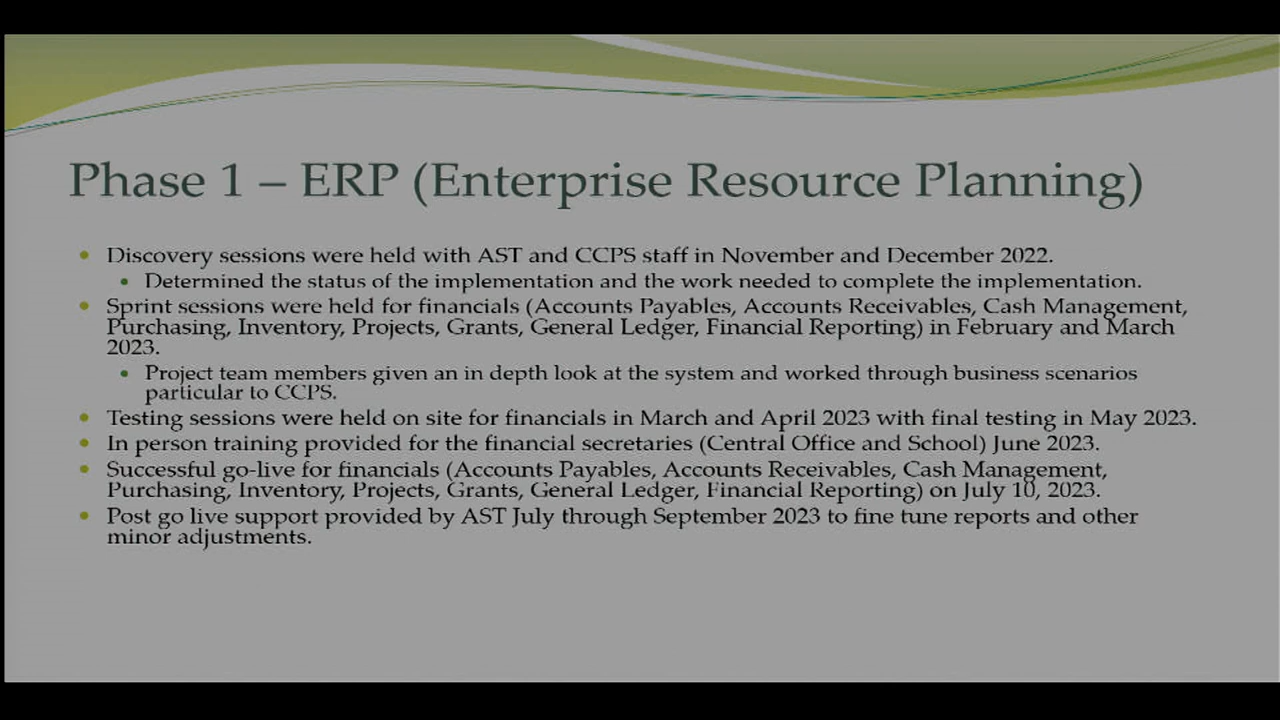 Phase 1 – ERP (Enterprise Resource Planning)
• Discovery sessions were held with AST and CCPS staff in November and December 2022.
• Determined the status of the implementation and the work needed to complete the implementation.
• Sprint sessions were held for financials (Accounts Payables, Accounts Receivables, Cash Management,
Purchasing, Inventory, Projects, Grants, General Ledger, Financial Reporting) in February and March
2023.
• Project team members given an in depth look at the system and worked through business scenarios
particular to CCPS.
• Testing sessions were held on site for financials in March and April 2023 with final testing in May 2023.
• In person training provided for the financial secretaries (Central Office and School) June 2023.
• Successful go-live for financials (Accounts Payables, Accounts Receivables, Cash Management,
Purchasing, Inventory, Projects, Grants, General Ledger, Financial Reporting) on July 10, 2023.
• Post go live support provided by AST July through September 2023 to fine tune reports and other
minor adjustments.